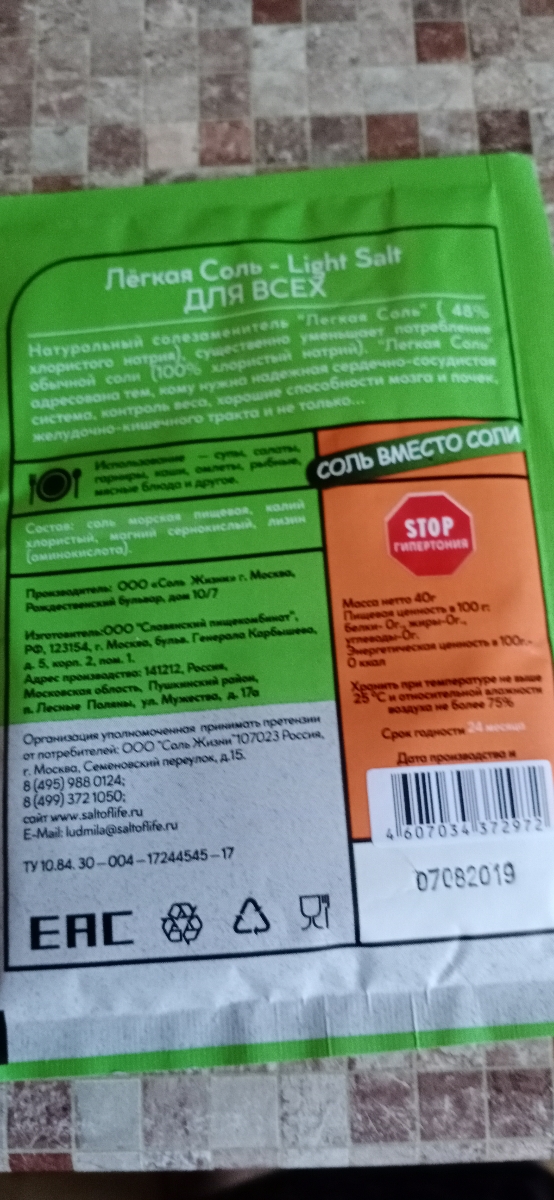 Лёгкая Соль - Light Salt
ДЛЯ ВСЕХ
Натуральный солезаменитель "Легкая Соль" ( 48%
хлористого натрия), существенно уменьшает потребление
обычной соли (100% хлористый натрий). "Легкая Соль"
адресована тем, кому нужна надежная сердечно-сосудистая
система, контроль веса, хорошие способности мозга и почек,
желудочно-кишечного тракта и не только...
Использование — супы, салаты,
гарниры, каши, омлеты, рыбные,
мясные блюда и другое.
СОЛЬ ВМЕСТО СОЛИ
Состав: соль морская пищевая, калий
хлористый, магний сернокислый, лизин
(аминокислота).
STOP
ГИПЕРТОНИЯ
Производитель: ООО «Соль Жизни» г. Москва,
Рождественский бульвар, дом 10/7
Изготовитель:ООО "Славянский пищекомбинат",
РФ, 123154, г. Москва, бульв. Генерала Карбышева,
д. 5, корп. 2, пом. 1.
Адрес производства: 141212, Россия,
Московская область, Пушкинский район,
п. Лесные Поляны, ул. Мужества, д. 17а
Масса нетто 40г
Пищевая ценность в 100 г:
белки- 0г., жиры-0г.,
углеводы-0г.
Энергетическая ценность в 100г.-
0 ккал
Хранить при температуре не выше
25 °C и относительной влажности
воздуха не более 75%
Срок годности 24 месяца
Дата производства и
Организация уполномоченная принимать претензии
от потребителей: ООО "Соль Жизни"107023 Россия,
г. Москва, Семеновский переулок, д.15.
8 (495) 988 0124;
8 (499) 372 1050;
сайт www.saltoflife.ru
E-Mail: ludmila@saltoflife.ru
ТУ 10.84. 30 – 004 – 17244545 – 17
4 607034 372972
07082019
EAC